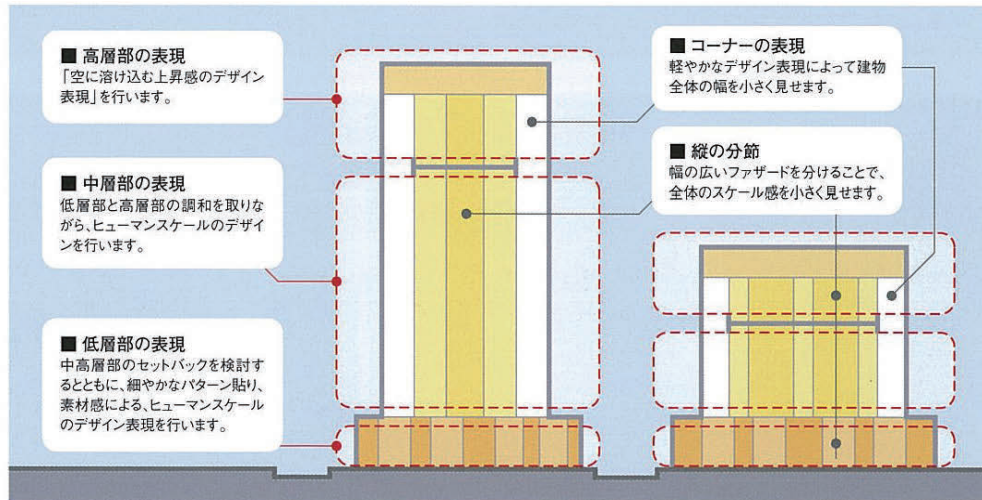 ■ 高層部の表現
「空に溶け込む上昇感のデザイン
表現」を行います。
■ 中層部の表現
低層部と高層部の調和を取りな
がら、ヒューマンスケールのデザイ
ンを行います。
■ 低層部の表現
中高層部のセットバックを検討す
るとともに、細やかなパターン貼り、
素材感による、ヒューマンスケール
のデザイン表現を行います。
■ コーナーの表現
軽やかなデザイン表現によって建物
全体の幅を小さく見せます。
■ 縦の分節
幅の広いファザードを分けることで、
全体のスケール感を小さく見せます。